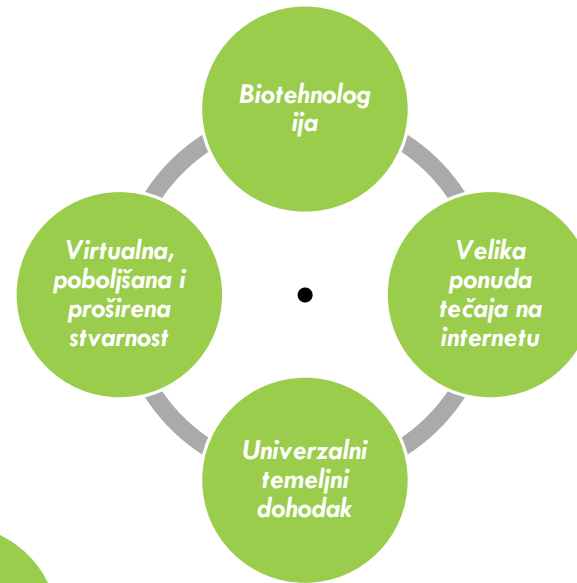 Biotehnolog
ija
Virtualna,
poboljšana i
proširena
stvarnost
Velika
ponuda
tečaja na
internetu
Univerzalni
temeljni
dohodak